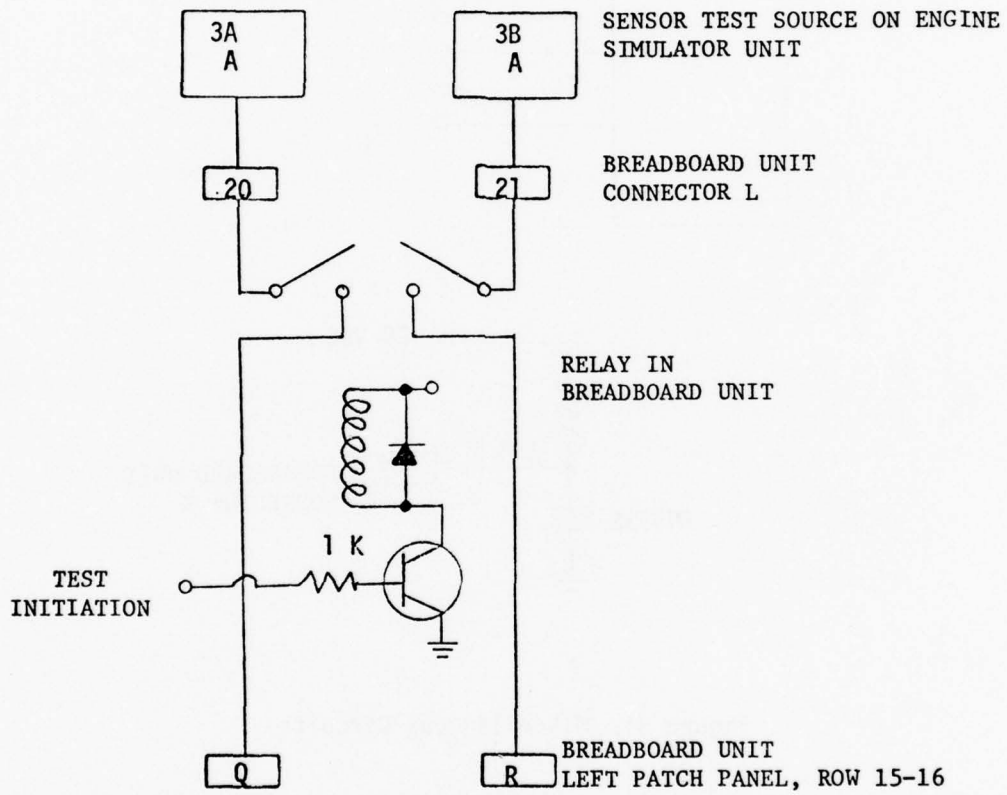 3A
A
3B
A
SENSOR TEST SOURCE ON ENGINE
SIMULATOR UNIT
20
21
BREADBOARD UNIT
CONNECTOR L
RELAY IN
BREADBOARD UNIT
1 K
TEST
INITIATION
Q
R
BREADBOARD UNIT
LEFT PATCH PANEL, ROW 15-16